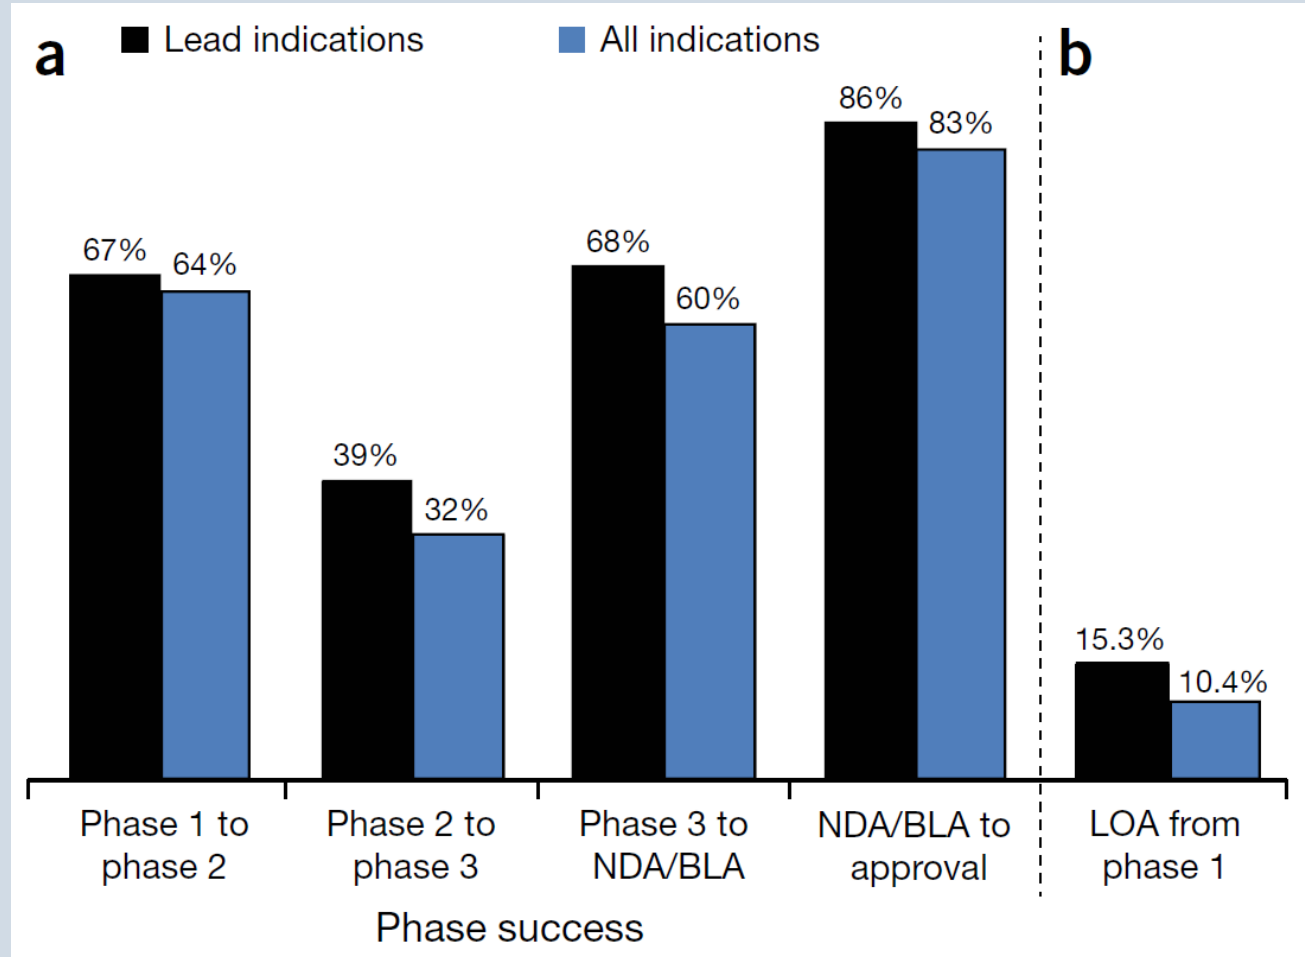 a
Lead indications
All indications
b
67%
64%
39%
32%
68%
60%
86%
83%
15.3%
10.4%
Phase 1 to
phase 2
Phase 2 to
phase 3
Phase 3 to
NDA/BLA
NDA/BLA to
approval
LOA from
phase 1
Phase success